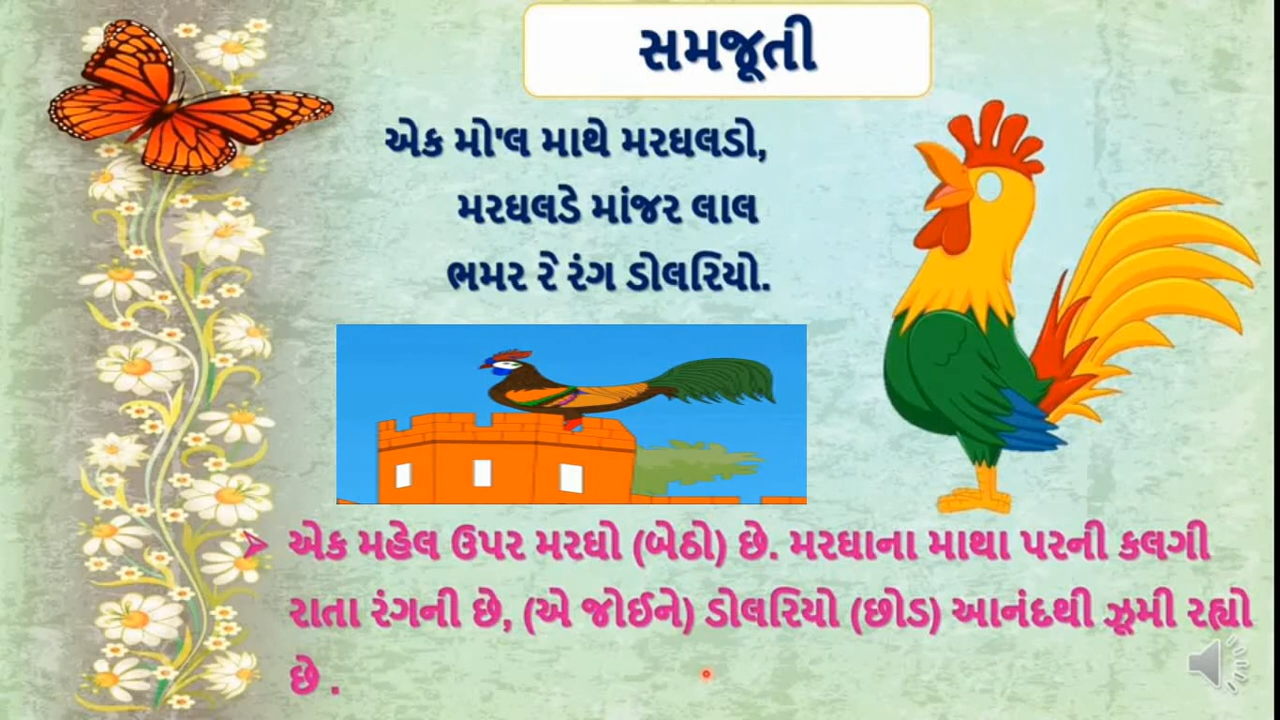 સમજૂતી
એક મો'લ માથે મરઘલડો,
મરઘલડે માંજર લાલ
ભમર રે રંગ ડોલરિયો.
એક મહેલ ઉપર મરઘો (બેઠો) છે. મરઘાના માથા પરની કલગી
રાતા રંગની છે, (એ જોઈને) ડોલરિયો (છોડ) આનંદથી ઝૂમી રહ્યો
છે .